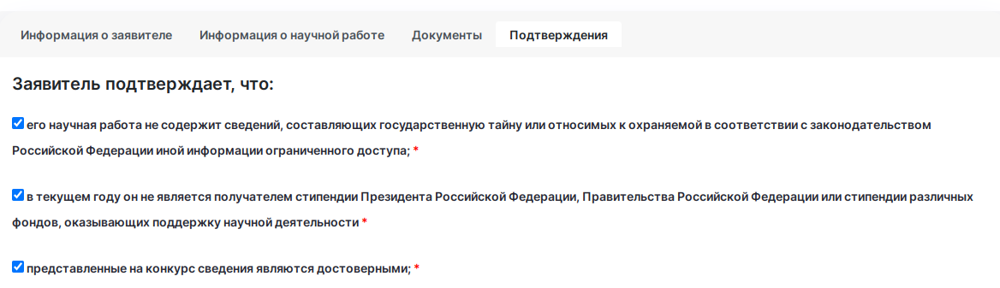 Информация о заявителе Информация о научной работе Документы Подтверждения
Заявитель подтверждает, что:
его научная работа не содержит сведений, составляющих государственную тайну или относимых к охраняемой в соответствии с законодательством
Российской Федерации иной информации ограниченного доступа; *
в текущем году он не является получателем стипендии Президента Российской Федерации, Правительства Российской Федерации или стипендии различных
фондов, оказывающих поддержку научной деятельности *
представленные на конкурс сведения являются достоверными; *